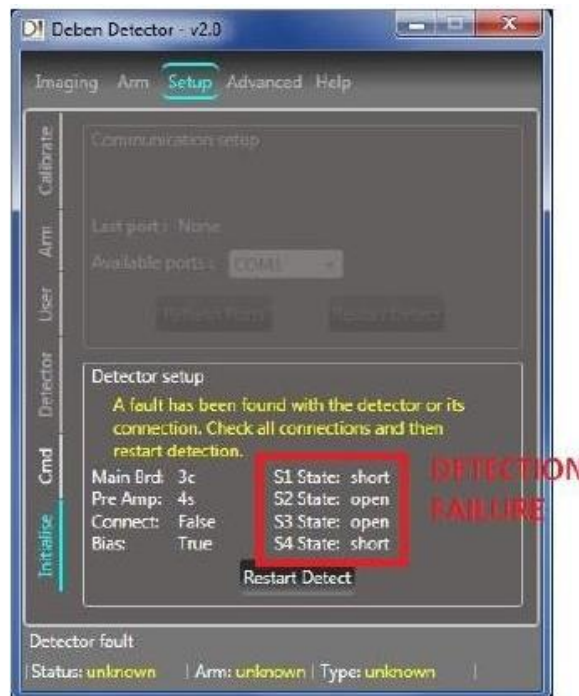 Deben Detector - v2.0
Imaging Arm Setup Advanced Help
Calibrate
Arm
User
Detector
Cmd
Initialise
Communication setup
Last port : None
Available ports : COM1
Refresh Ports Restart Detect
Detector setup
A fault has been found with the detector or its
connection. Check all connections and then
restart detection.
Main Brd: 3c S1 State: short
Pre Amp: 4s S2 State: open
Connect: False S3 State: open
Bias: True S4 State: short
DETECTION
FAILURE
Restart Detect
Detector fault
Status: unknown Arm: unknown Type: unknown